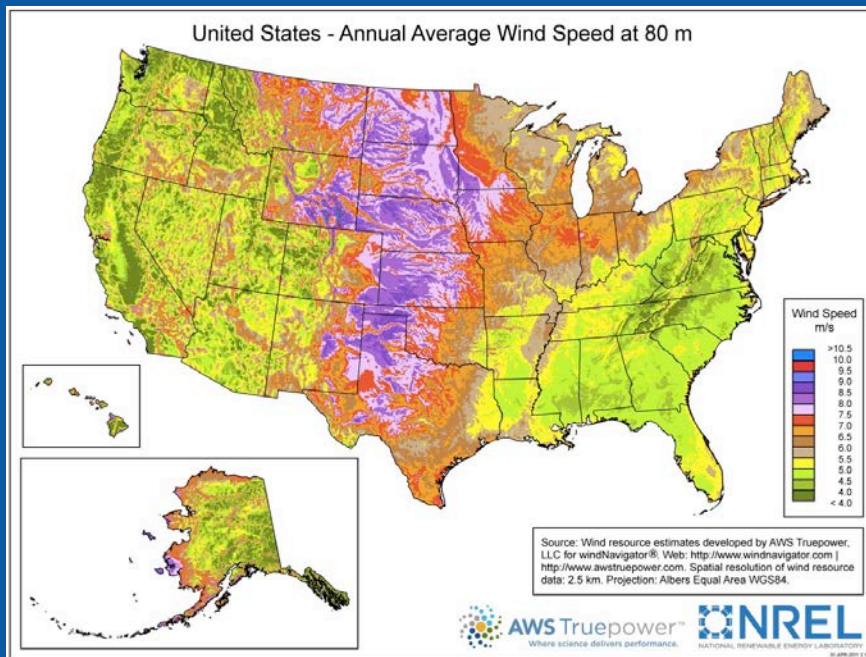 United States - Annual Average Wind Speed at 80 m
Wind Speed
m/s
>10.5
10.0
9.5
9.0
8.5
8.0
7.5
7.0
6.5
6.0
5.5
5.0
4.5
4.0
< 4.0
Source: Wind resource estimates developed by AWS Truepower,
LLC for windNavigator®. Web: http://www.windnavigator.com |
http://www.awstruepower.com. Spatial resolution of wind resource
data: 2.5 km. Projection: Albers Equal Area WGS84.
AWS Truepower™
Where science delivers performance.
NREL
NATIONAL RENEWABLE ENERGY LABORATORY